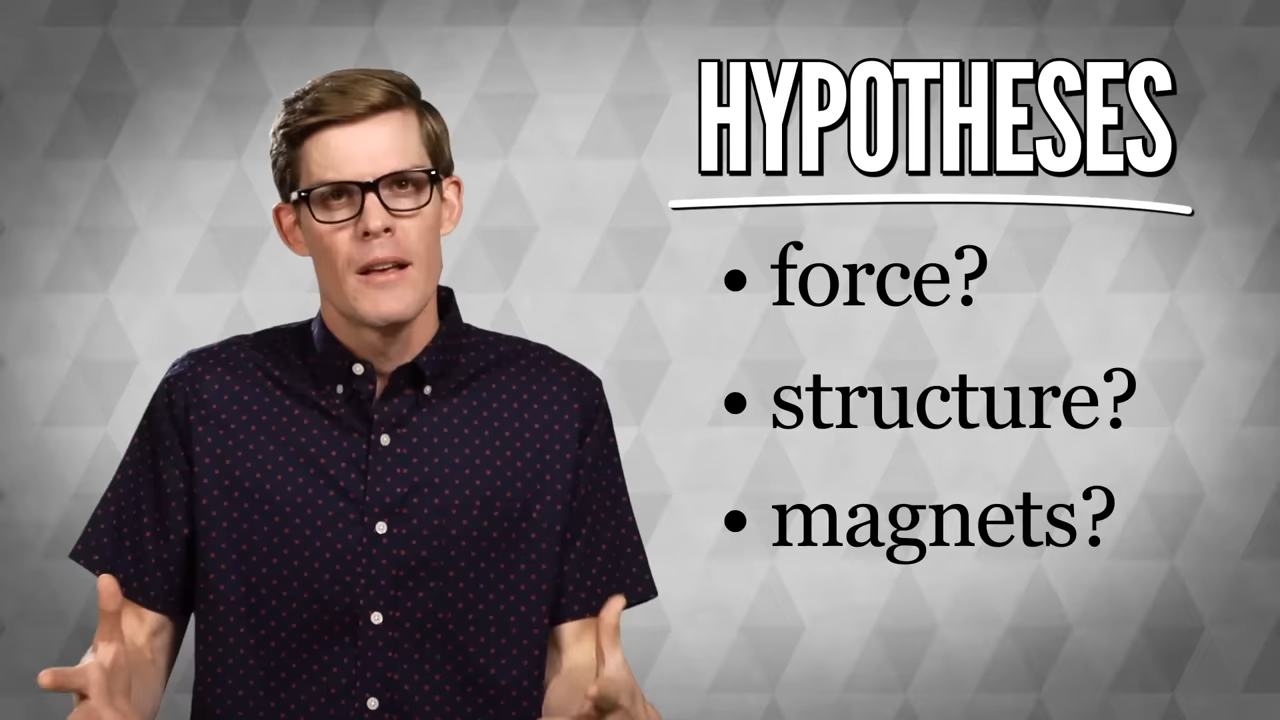 HYPOTHESES
• force?
• structure?
• magnets?